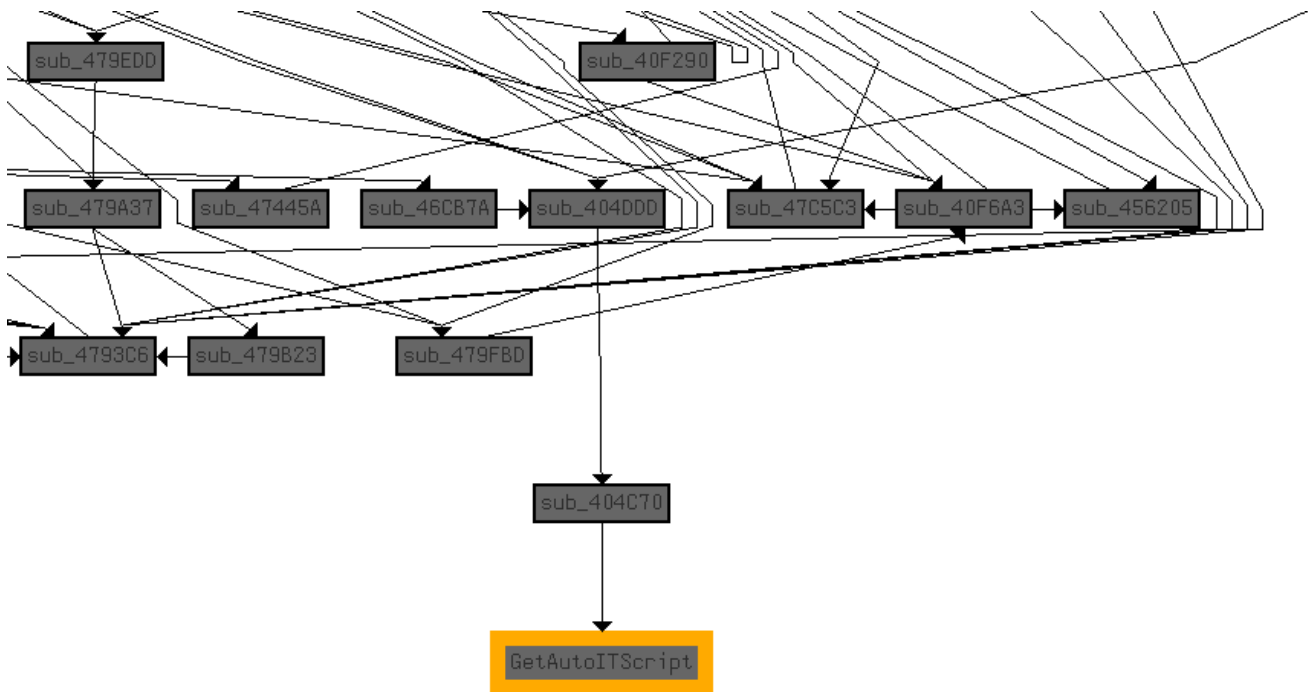 sub_479EDD
sub_40F290
sub_479A37
sub_47445A
sub_46CB7A
sub_404DDD
sub_47C5C3
sub_40F6A3
sub_456205
sub_4793C6
sub_479B23
sub_479FBD
sub_404C70
GetAutoITScript